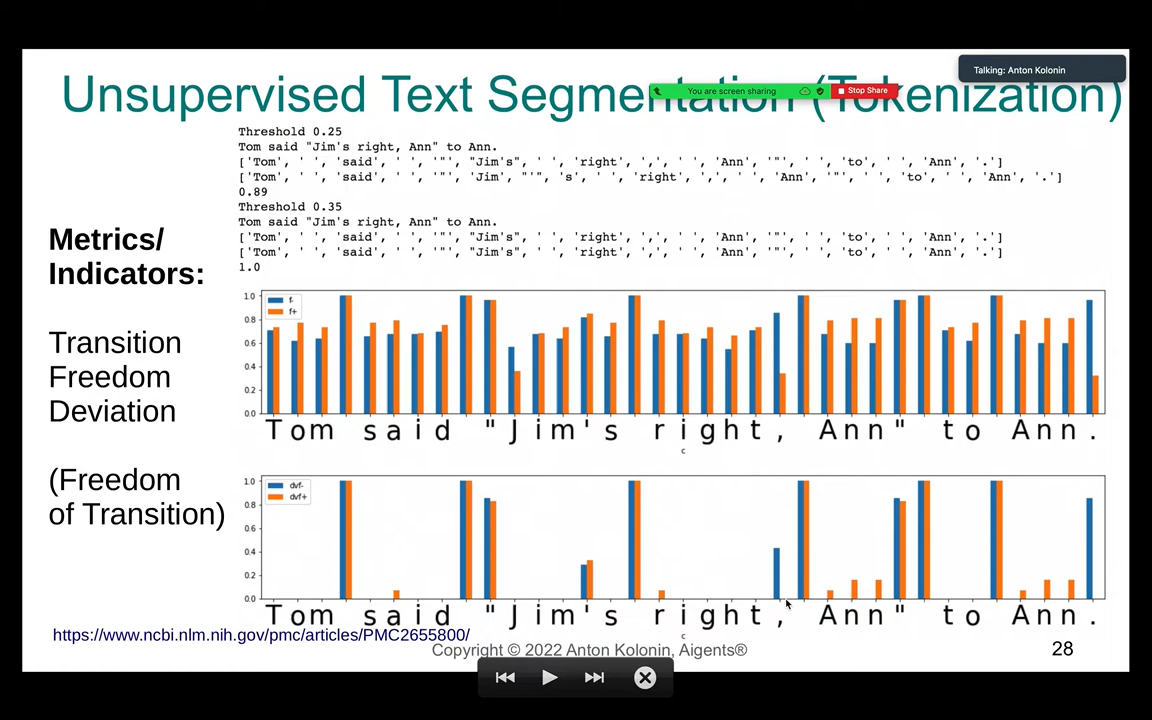 Talking: Anton Kolonin
You are screen sharing
Stop Share
Unsupervised Text Segmentation (Tokenization)
Threshold 0.25
Tom said "Jim's right, Ann" to Ann.
['Tom', ' ', 'said', ' ', '"', "Jim's", ' ', 'right', ',', ' ', 'Ann', '"', ' ', 'to', ' ', 'Ann', '.']
['Tom', ' ', 'said', ' ', '"', 'Jim', "'", 's', ' ', 'right', ',', ' ', 'Ann', '"', ' ', 'to', ' ', 'Ann', '.']
0.89
Threshold 0.35
Tom said "Jim's right, Ann" to Ann.
['Tom', ' ', 'said', ' ', '"', "Jim's", ' ', 'right', ',', ' ', 'Ann', '"', ' ', 'to', ' ', 'Ann', '.']
['Tom', ' ', 'said', ' ', '"', "Jim's", ' ', 'right', ',', ' ', 'Ann', '"', ' ', 'to', ' ', 'Ann', '.']
1.0
Metrics/
Indicators:
Transition
Freedom
Deviation
(Freedom
of Transition)
1.0
0.8
0.6
0.4
0.2
0.0
f-
f+
Tom said "Jim's right, Ann" to Ann.
c
1.0
0.8
0.6
0.4
0.2
0.0
dvf-
dvf+
Tom said "Jim's right, Ann" to Ann.
c
https://www.ncbi.nlm.nih.gov/pmc/articles/PMC2655800/
Copyright © 2022 Anton Kolonin, Aigents®
28